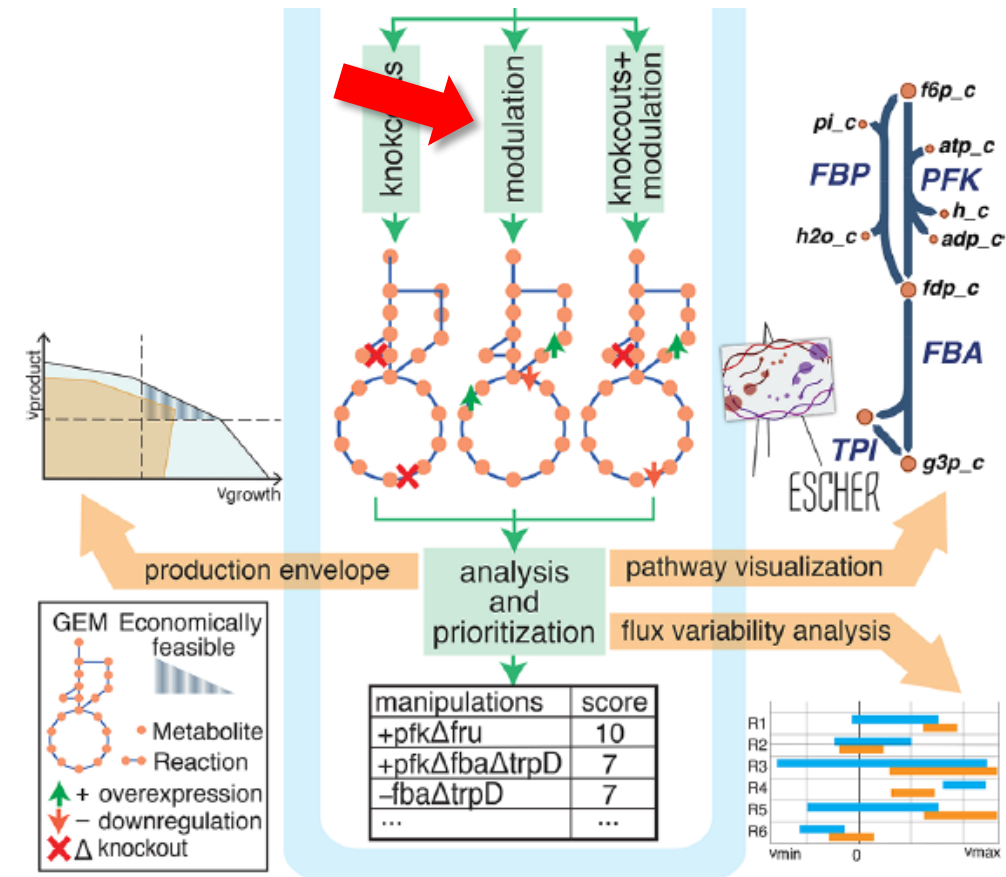 knokcouts
modulation
knokcouts+
modulation
f6p_c
pi_c
atp_c
FBP
PFK
h_c
h2o_c
adp_c
fdp_c
FBA
TPI
g3p_c
ESCHER
vproduct
vgrowth
production envelope
analysis
and
prioritization
pathway visualization
flux variability analysis
GEM
Economically
feasible
Metabolite
Reaction
+ overexpression
− downregulation
Δ knockout
manipulations score
+pfkΔfru 10
+pfkΔfbaΔtrpD 7
−fbaΔtrpD 7
... ...
R1
R2
R3
R4
R5
R6
vmin 0 vmax